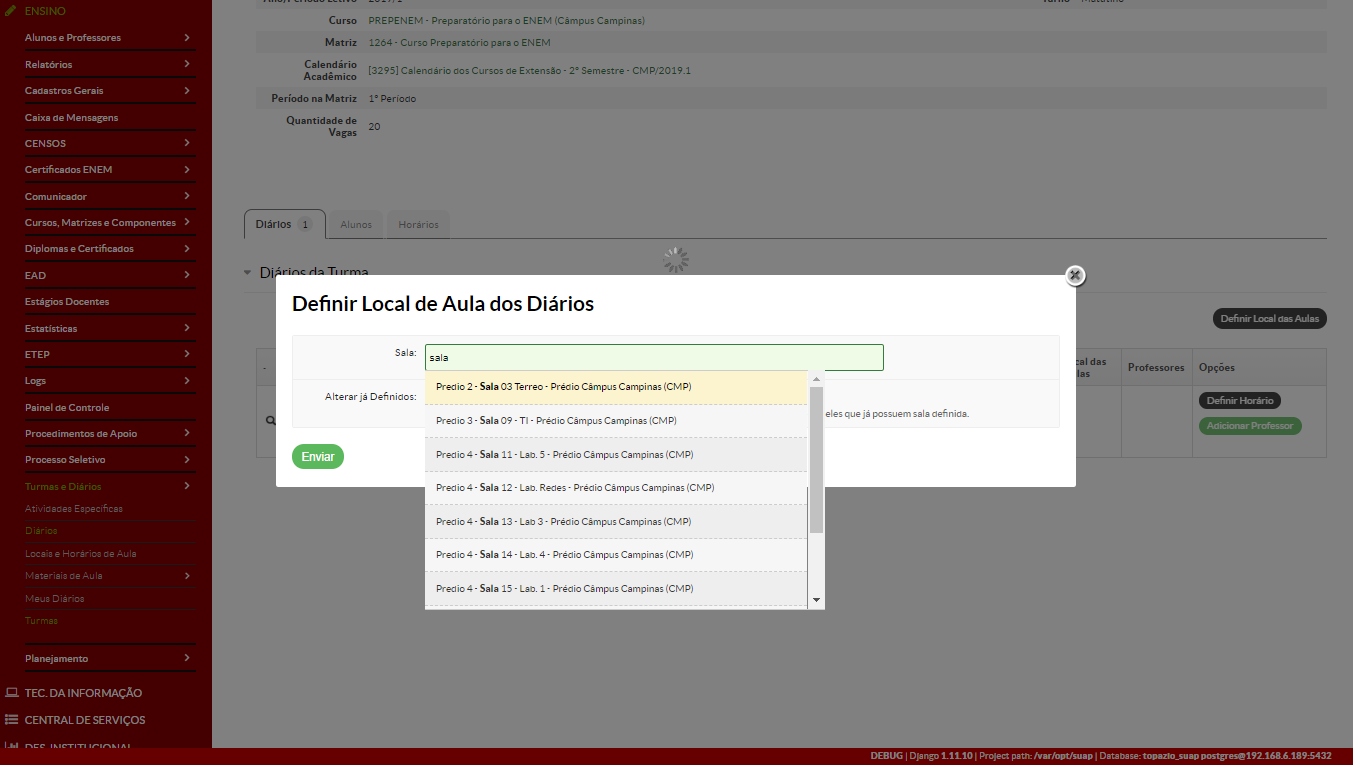 ENSINO
Alunos e Professores
Relatórios
Cadastros Gerais
Caixa de Mensagens
CENSOS
Certificados ENEM
Comunicador
Cursos, Matrizes e Componentes
Diplomas e Certificados
EAD
Estágios Docentes
Estatísticas
ETEP
Logs
Painel de Controle
Procedimentos de Apoio
Processo Seletivo
Turmas e Diários
Atividades Específicas
Diários
Locais e Horários de Aula
Materiais de Aula
Meus Diários
Turmas
Planejamento
TEC. DA INFORMAÇÃO
CENTRAL DE SERVIÇOS
DES. INSTITUCIONAL
Curso PREPENEM - Preparatório para o ENEM (Câmpus Campinas)
Matriz 1264 - Curso Preparatório para o ENEM
Calendário
Acadêmico
[3295] Calendário dos Cursos de Extensão - 2º Semestre - CMP/2019.1
Período na Matriz 1º Período
Quantidade de
Vagas
20
Diários 1 Alunos Horários
Diários da Turma
Definir Local das Aulas
Professores Opções
Definir Horário
Adicionar Professor
Definir Local de Aula dos Diários
Sala: sala
Alterar já Definidos:
eles que já possuem sala definida.
Enviar
Predio 2 - Sala 03 Terreo - Prédio Câmpus Campinas (CMP)
Predio 3 - Sala 09 - TI - Prédio Câmpus Campinas (CMP)
Predio 4 - Sala 11 - Lab. 5 - Prédio Câmpus Campinas (CMP)
Predio 4 - Sala 12 - Lab. Redes - Prédio Câmpus Campinas (CMP)
Predio 4 - Sala 13 - Lab 3 - Prédio Câmpus Campinas (CMP)
Predio 4 - Sala 14 - Lab. 4 - Prédio Câmpus Campinas (CMP)
Predio 4 - Sala 15 - Lab. 1 - Prédio Câmpus Campinas (CMP)
DEBUG | Django 1.11.10 | Project path: /var/opt/suap | Database: topazio_suap postgres@192.168.6.189:5432